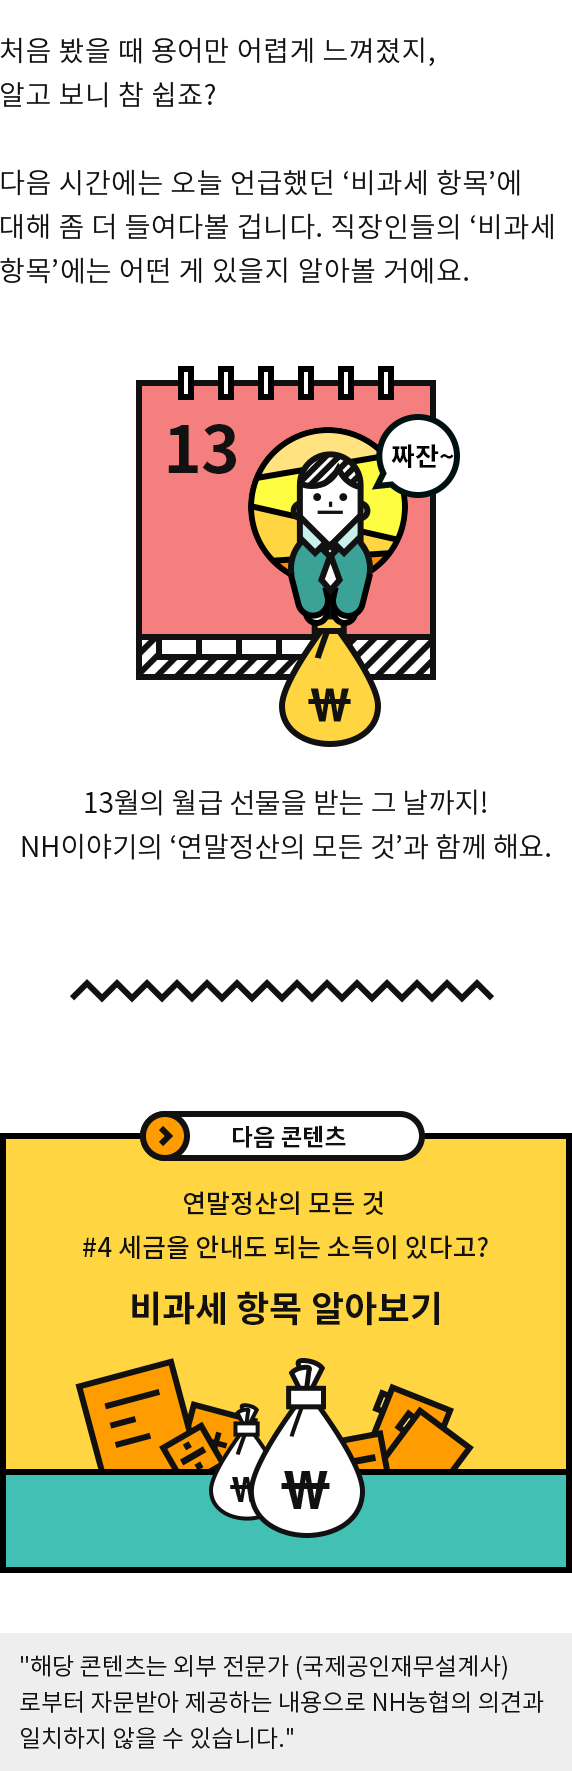 처음 봤을 때 용어만 어렵게 느껴졌지,
알고 보니 참 쉽죠?
다음 시간에는 오늘 언급했던 ‘비과세 항목’에
대해 좀 더 들여다볼 겁니다. 직장인들의 ‘비과세
항목’에는 어떤 게 있을지 알아볼 거에요.
13
짜잔~
₩
13월의 월급 선물을 받는 그 날까지!
NH이야기의 ‘연말정산의 모든 것’과 함께 해요.
다음 콘텐츠
연말정산의 모든 것
#4 세금을 안내도 되는 소득이 있다고?
비과세 항목 알아보기
₩ ₩
"해당 콘텐츠는 외부 전문가 (국제공인재무설계사)
로부터 자문받아 제공하는 내용으로 NH농협의 의견과
일치하지 않을 수 있습니다."